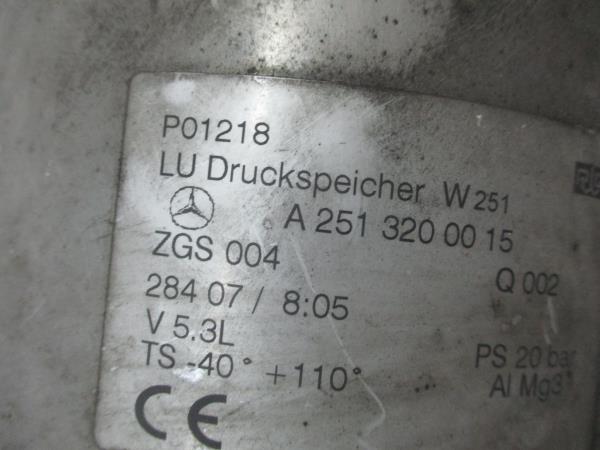 P01218
LU Druckspeicher W 251
A 251 320 00 15
ZGS 004
Q 002
284 07 / 8:05
V 5.3L
TS -40° +110°
PS 20 bar
Al Mg3
CE